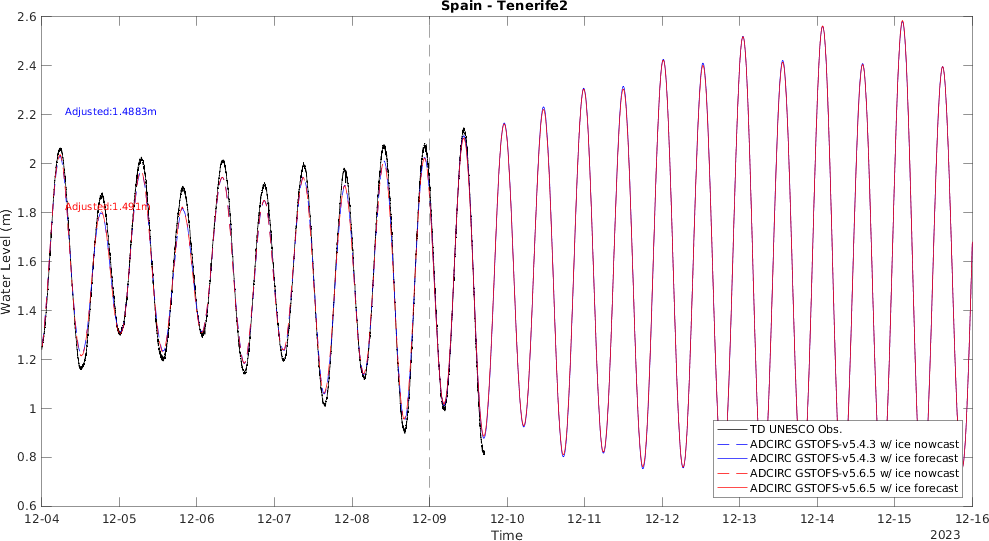 Spain - Tenerife2
2.6
2.4
2.2
2
1.8
1.6
1.4
1.2
1
0.8
0.6
Water Level (m)
Adjusted:1.4883m
Adjusted:1.491m
TD UNESCO Obs.
ADCIRC GSTOFS-v5.4.3 w/ ice nowcast
ADCIRC GSTOFS-v5.4.3 w/ ice forecast
ADCIRC GSTOFS-v5.6.5 w/ ice nowcast
ADCIRC GSTOFS-v5.6.5 w/ ice forecast
12-04 12-05 12-06 12-07 12-08 12-09 12-10 12-11 12-12 12-13 12-14 12-15 12-16
Time
2023